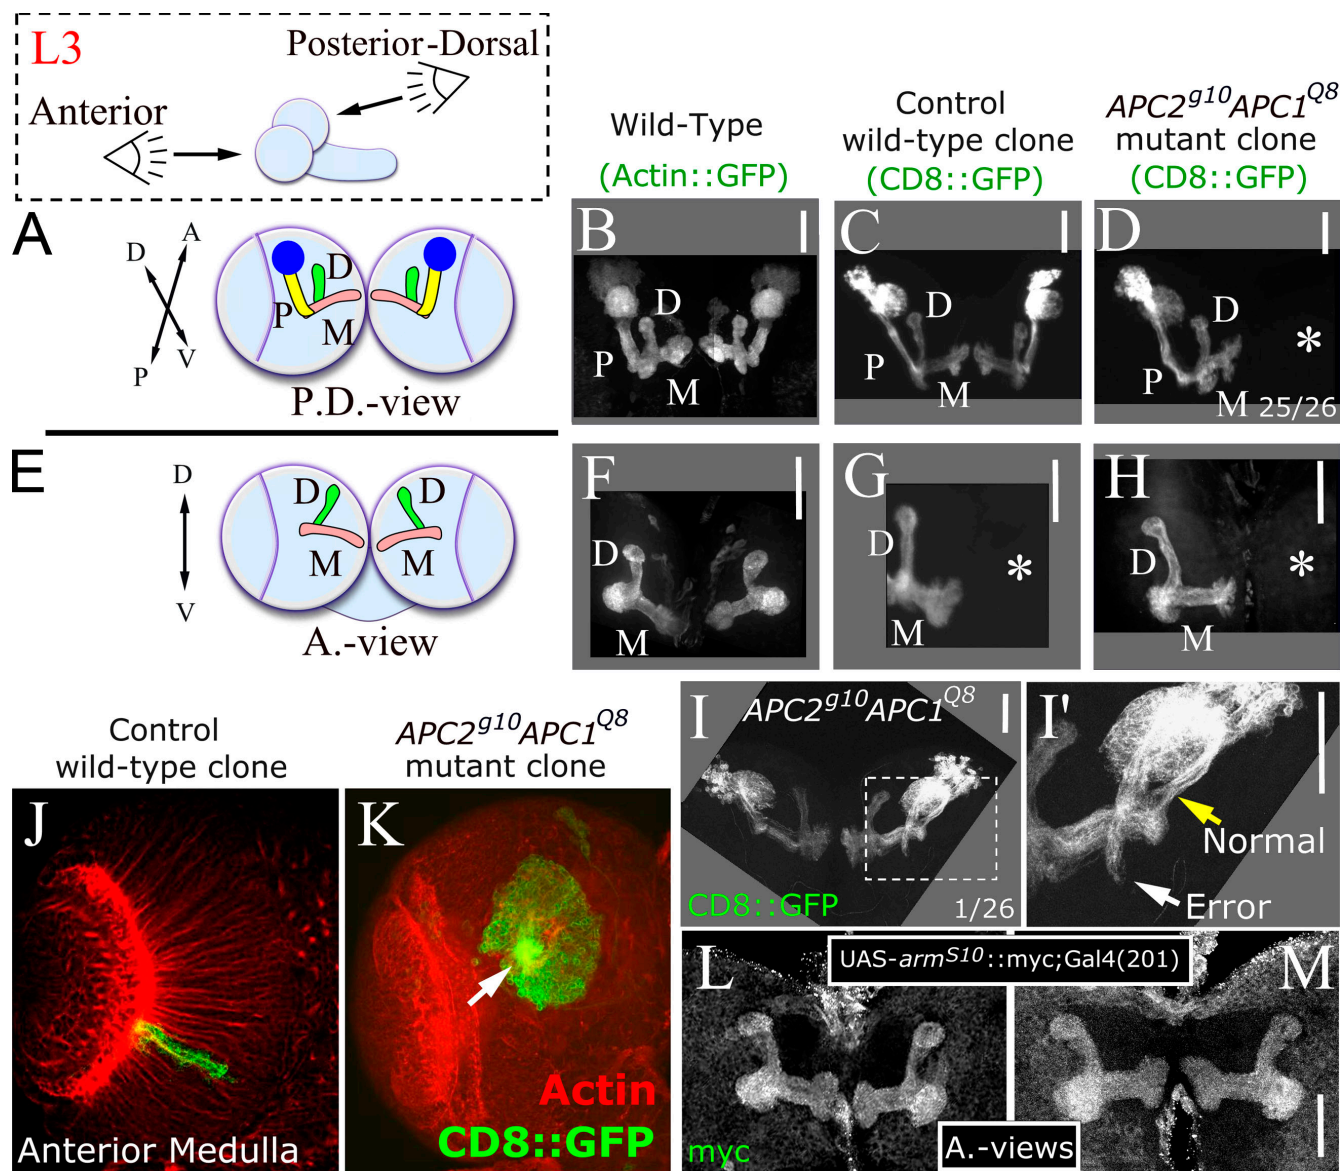 L3
Posterior-Dorsal
Anterior
Wild-Type
(Actin::GFP)
Control
wild-type clone
(CD8::GFP)
APC2g10APC1Q8
mutant clone
(CD8::GFP)
A
D
A
P
V
D
P
M
P.D.-view
B
D
P
M
C
D
P
M
D
D
P
M
*
25/26
E
D
V
D
D
M
M
A.-view
F
D
M
G
D
M
*
H
D
M
*
Control
wild-type clone
APC2g10APC1Q8
mutant clone
J
Anterior Medulla
K
Actin
CD8::GFP
I
APC2g10APC1Q8
CD8::GFP
1/26
I'
Normal
Error
UAS-armS10::myc;Gal4(201)
L
myc
M
A.-views